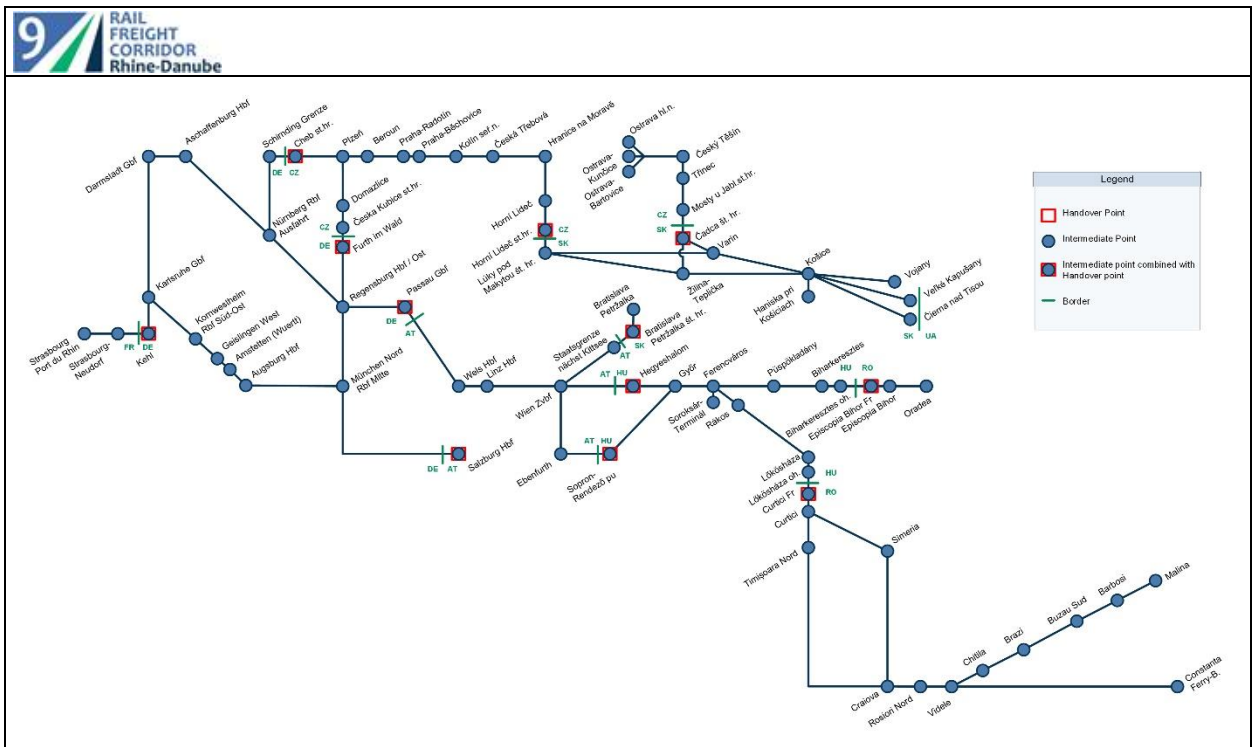 9
RAIL
FREIGHT
CORRIDOR
Rhine-Danube
Darmstadt Gbf
Aschaffenburg Hbf
Schirnding Grenze
Cheb st.hr.
DE CZ
Plzeň
Beroun
Praha-Radotín
Praha-Běchovice
Kolín seř.n.
Česká Třebová
Hranice na Moravě
Ostrava hl.n.
Ostrava-
Kunčice
Ostrava-
Bartovice
Český Těšín
Třinec
Mosty u Jabl.st.hr.
CZ
SK
Čadca št. hr.
Varín
Nürnberg Rbf
Ausfahrt
Domazlice
Česka Kubice st.hr.
CZ
DE
Furth im Wald
Horní Lideč
Horní Lideč st.hr.
CZ
SK
Lúky pod
Makytou št. hr.
Žilina-
Teplička
Košice
Haniska pri
Košiciach
Vojany
Veľké Kapušany
Čierna nad Tisou
SK UA
Legend
Handover Point
Intermediate Point
Intermediate point combined with
Handover point
Border
Karlsruhe Gbf
Strasbourg
Port du Rhin
Strasbourg-
Neudorf
FR DE
Kehl
Kornwestheim
Rbf Süd-Ost
Geislingen West
Amstetten (Wuertt)
Augsburg Hbf
Regensburg Hbf / Ost
Passau Gbf
DE
AT
München Nord
Rbf Mitte
DE AT
Salzburg Hbf
Wels Hbf
Linz Hbf
Wien Zvbf
Staatsgrenze
nächst Kittsee
AT
SK
Bratislava
Petržalka
Bratislava
Petržalka št. hr.
AT HU
Hegyeshalom
Ebenfurth
AT HU
Sopron-
Rendező pu
Győr
Ferencváros
Soroksár-
Terminál
Rákos
Püspökladány
Biharkeresztes
HU RO
Biharkeresztes oh.
Episcopia Bihor Fr
Episcopia Bihor
Oradea
Lőkösháza
Lőkösháza oh.
HU
RO
Curtici Fr
Curtici
Timișoara Nord
Simeria
Craiova
Rosiori Nord
Videle
Chitila
Brazi
Buzau Sud
Barbosi
Malina
Constanta
Ferry-B.